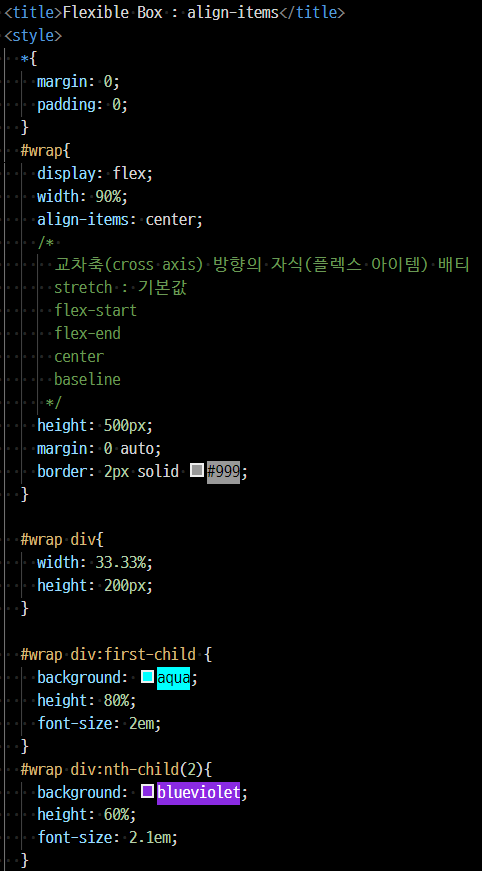 <title>Flexible Box : align-items</title>
<style>
*{
margin: 0;
padding: 0;
}
#wrap{
display: flex;
width: 90%;
align-items: center;
/*
교차축(cross axis) 방향의 자식(플렉스 아이템) 배티
stretch : 기본값
flex-start
flex-end
center
baseline
*/
height: 500px;
margin: 0 auto;
border: 2px solid #999;
}
#wrap div{
width: 33.33%;
height: 200px;
}
#wrap div:first-child {
background: aqua;
height: 80%;
font-size: 2em;
}
#wrap div:nth-child(2){
background: blueviolet;
height: 60%;
font-size: 2.1em;
}